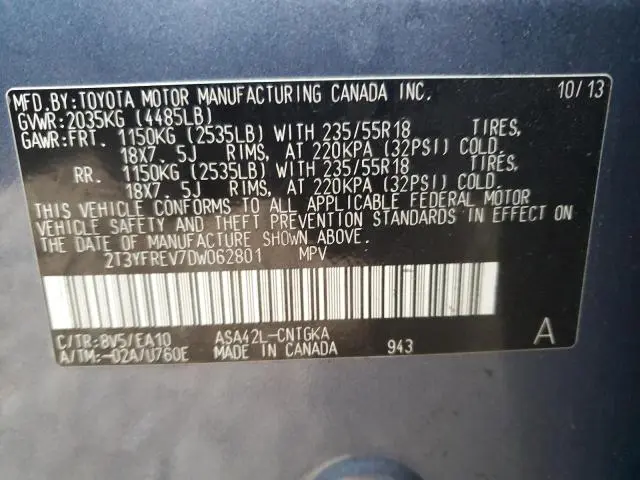 MFD.BY:TOYOTA MOTOR MANUFACTURING CANADA INC. 10/13
GVWR:2035KG (4485LB)
GAWR:FRT. 1150KG (2535LB) WITH 235/55R18 TIRES,
18X7.5J RIMS, AT 220KPA (32PSI) COLD.
RR. 1150KG (2535LB) WITH 235/55R18 TIRES,
18X7.5J RIMS, AT 220KPA (32PSI) COLD.
THIS VEHICLE CONFORMS TO ALL APPLICABLE FEDERAL MOTOR
VEHICLE SAFETY AND THEFT PREVENTION STANDARDS IN EFFECT ON
THE DATE OF MANUFACTURE SHOWN ABOVE.
2T3YFREV7DW062801 MPV
C/TR:8V5/EA10 ASA42L-CNTGKA A
A/TM:-02A/U760E MADE IN CANADA 943